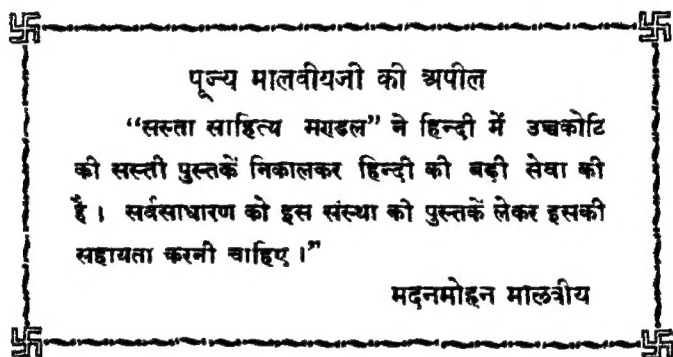 पूज्य मालवीयजी की अपील
“सस्ता साहित्य मण्डल” ने हिन्दी में उच्चकोटि
की सस्ती पुस्तकें निकालकर हिन्दी की बड़ी सेवा की
है । सर्वसाधारण को इस संस्था की पुस्तकें लेकर इसकी
सहायता करनी चाहिए ।”
मदनमोहन मालवीय